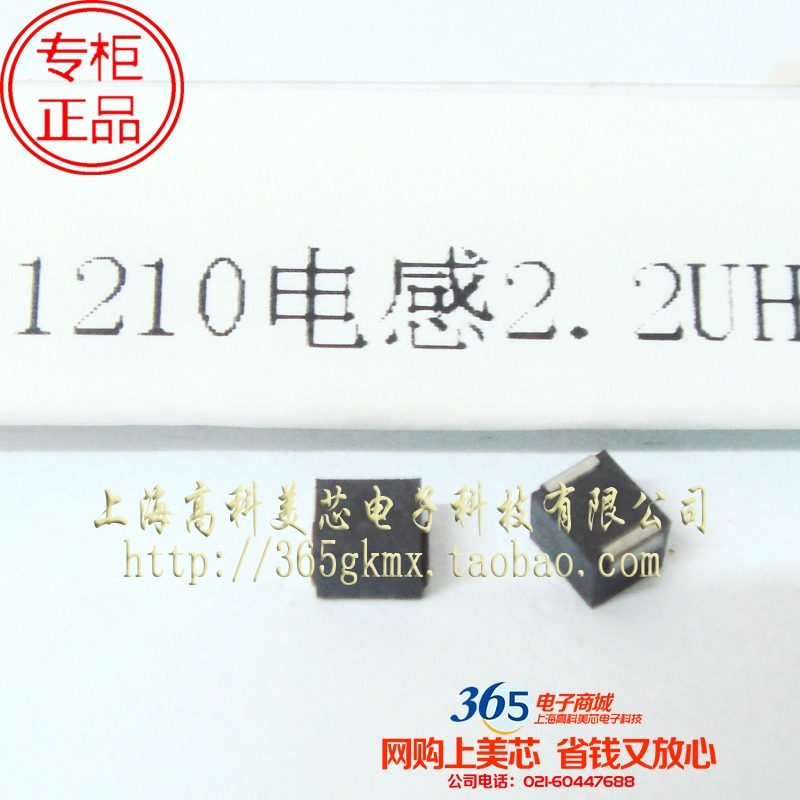 专柜
正品
1210电感2.2UH
上海高科美芯电子科技有限公司
http://365gkmx.taobao.com
365 电子商城
上海高科美芯电子科技
网购上美芯 省钱又放心
公司电话：021-60447688